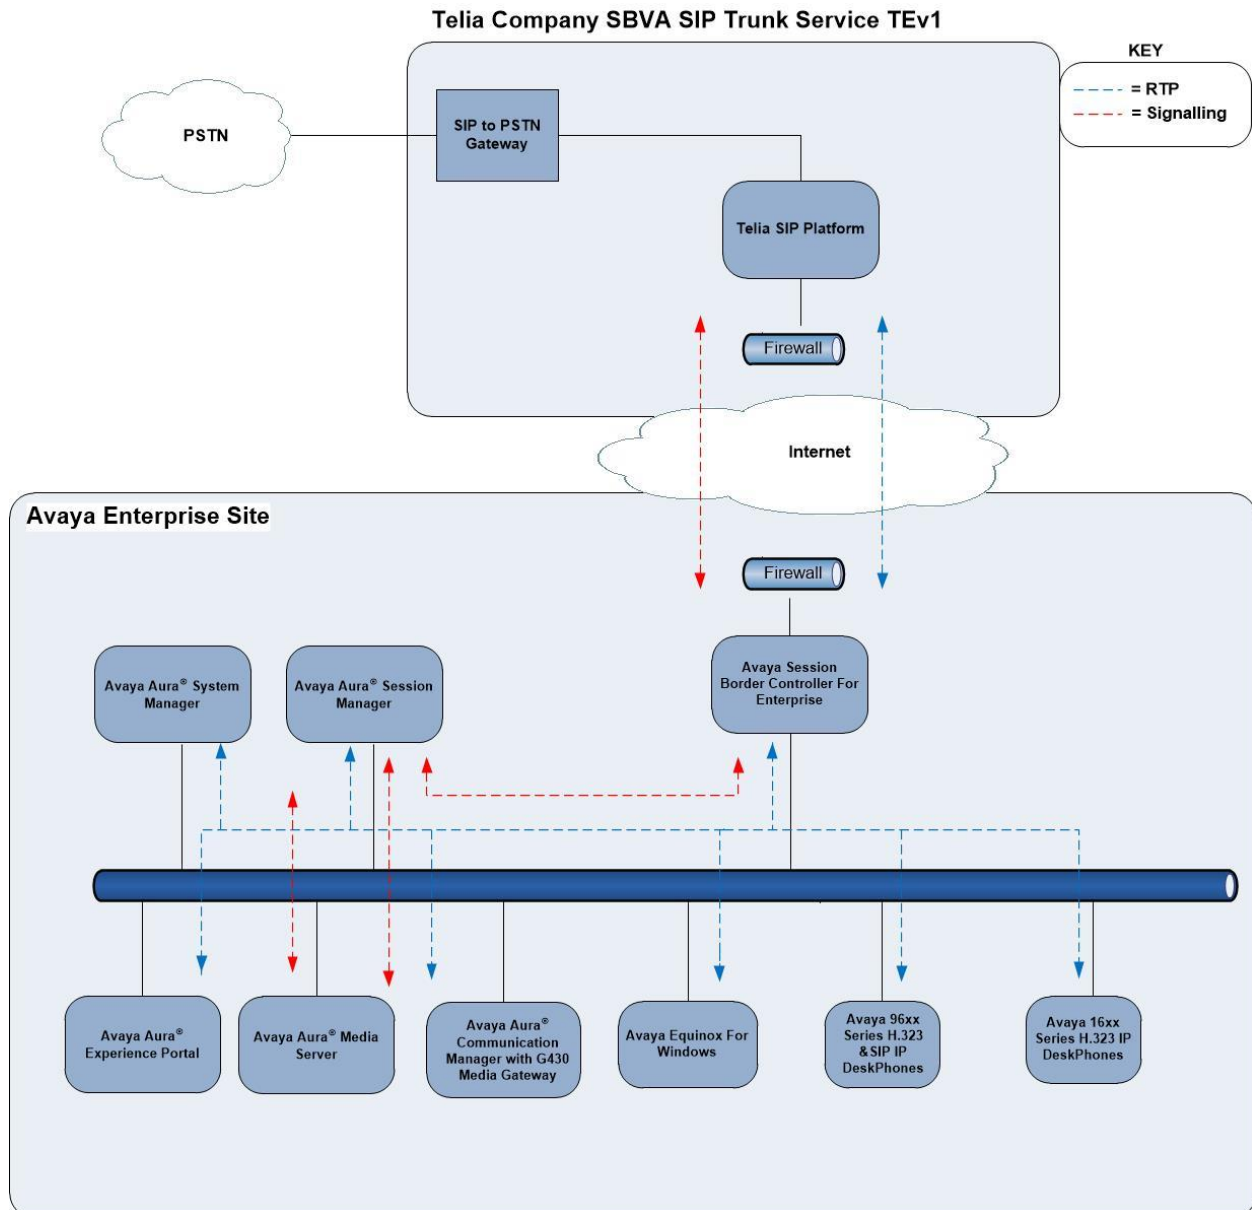 Telia Company SBVA SIP Trunk Service TEv1
KEY
= RTP
= Signalling
PSTN
SIP to PSTN
Gateway
Telia SIP Platform
Firewall
Internet
Avaya Enterprise Site
Firewall
Avaya Aura® System
Manager
Avaya Aura® Session
Manager
Avaya Session
Border Controller For
Enterprise
Avaya Aura®
Experience Portal
Avaya Aura® Media
Server
Avaya Aura®
Communication
Manager with G430
Media Gateway
Avaya Equinox For
Windows
Avaya 96xx
Series H.323
&SIP IP
DeskPhones
Avaya 16xx
Series H.323 IP
DeskPhones